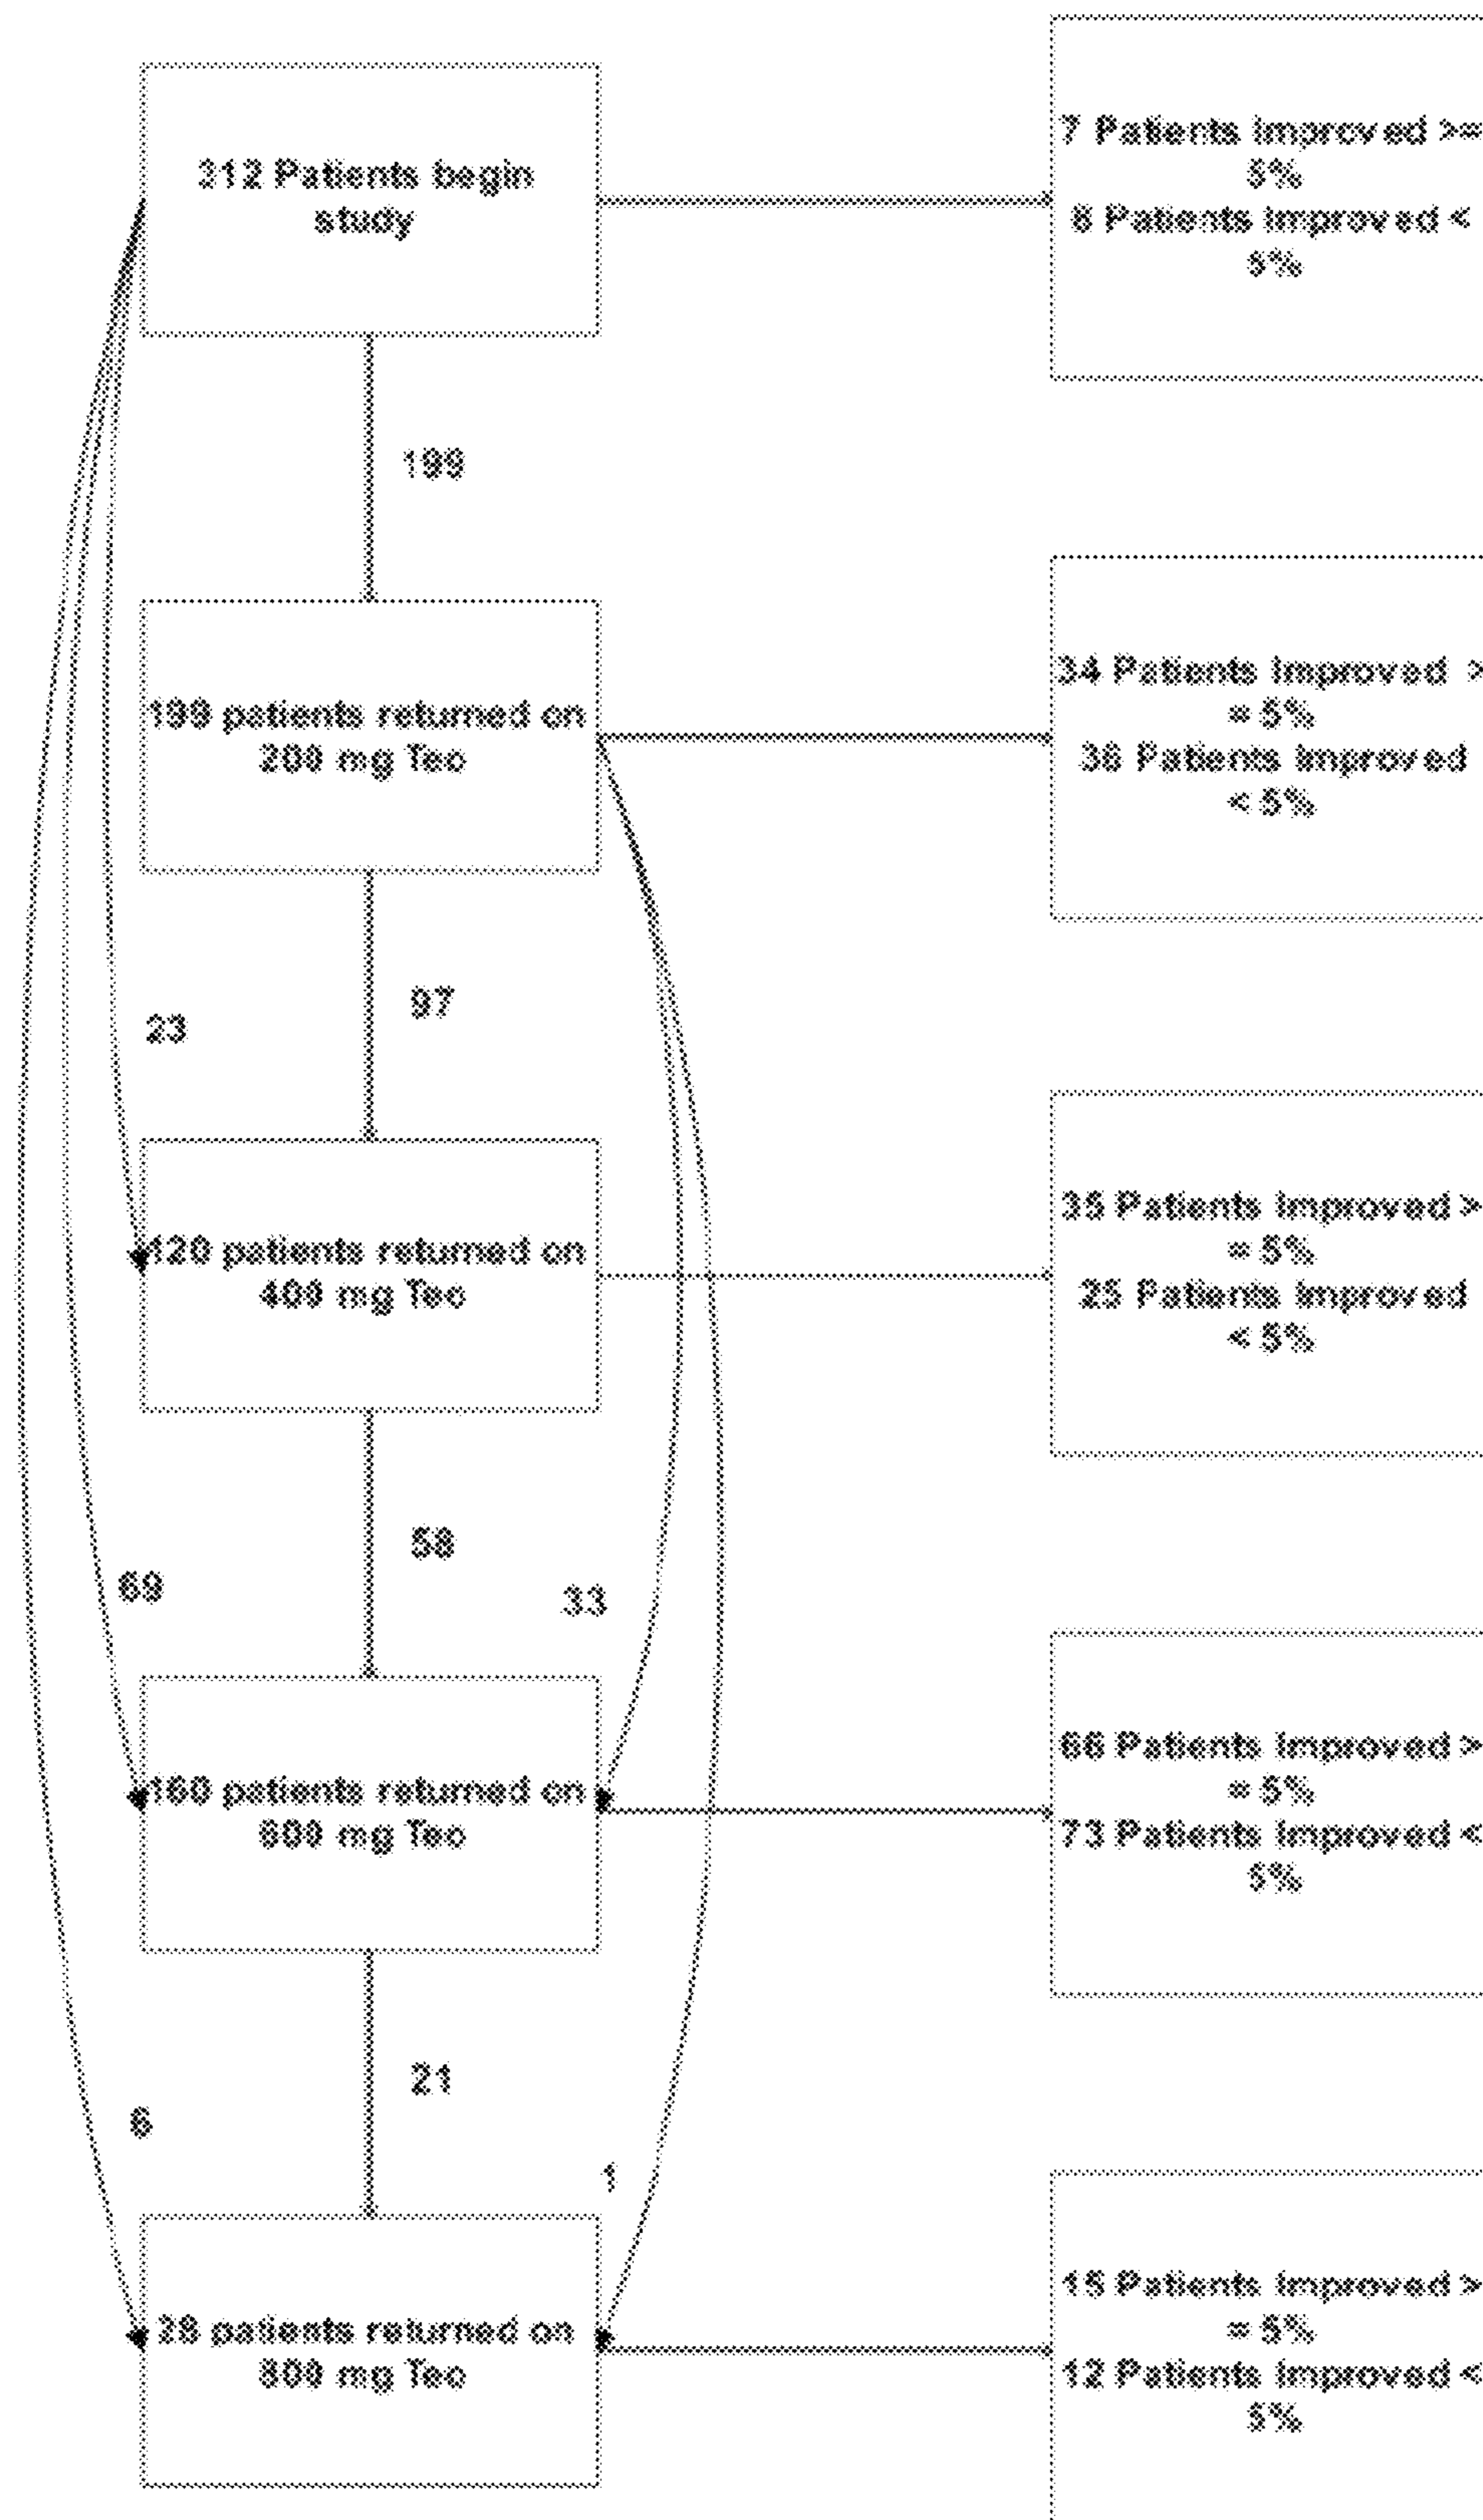 312 Patients begin
study
7 Patients Improved >=
5%
8 Patients Improved <
5%
199
199 patients returned on
200 mg Teo
34 Patients Improved >
= 5%
36 Patients Improved
< 5%
97
23
120 patients returned on
400 mg Teo
35 Patients Improved >
= 5%
25 Patients Improved
< 5%
58
69
33
160 patients returned on
600 mg Teo
66 Patients Improved >
= 5%
73 Patients Improved <
5%
21
6
1
28 patients returned on
800 mg Teo
15 Patients Improved >
= 5%
12 Patients Improved <
5%